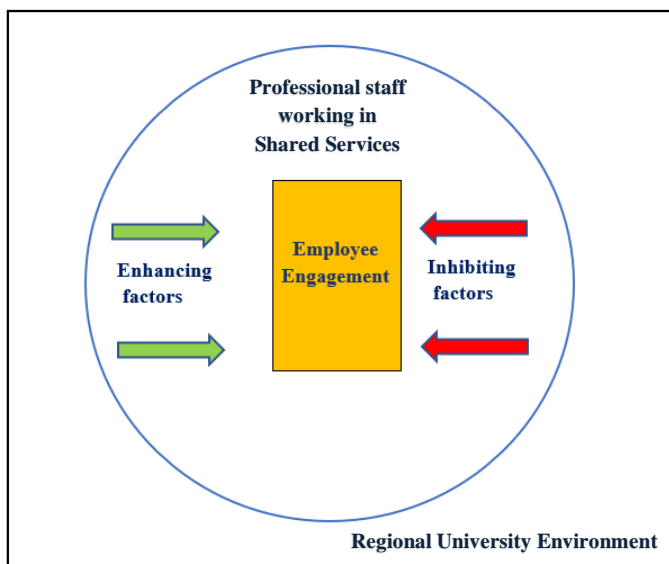 Professional staff
working in
Shared Services
Employee
Engagement
Enhancing
factors
Inhibiting
factors
Regional University Environment